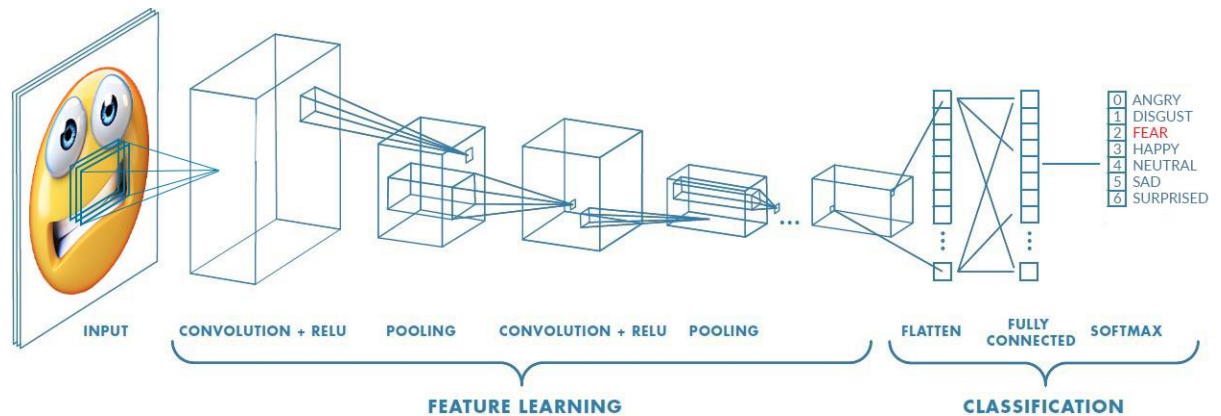 0 ANGRY
1 DISGUST
2 FEAR
3 HAPPY
4 NEUTRAL
5 SAD
6 SURPRISED
INPUT
CONVOLUTION + RELU
POOLING
CONVOLUTION + RELU
POOLING
FLATTEN
FULLY
CONNECTED
SOFTMAX
FEATURE LEARNING
CLASSIFICATION